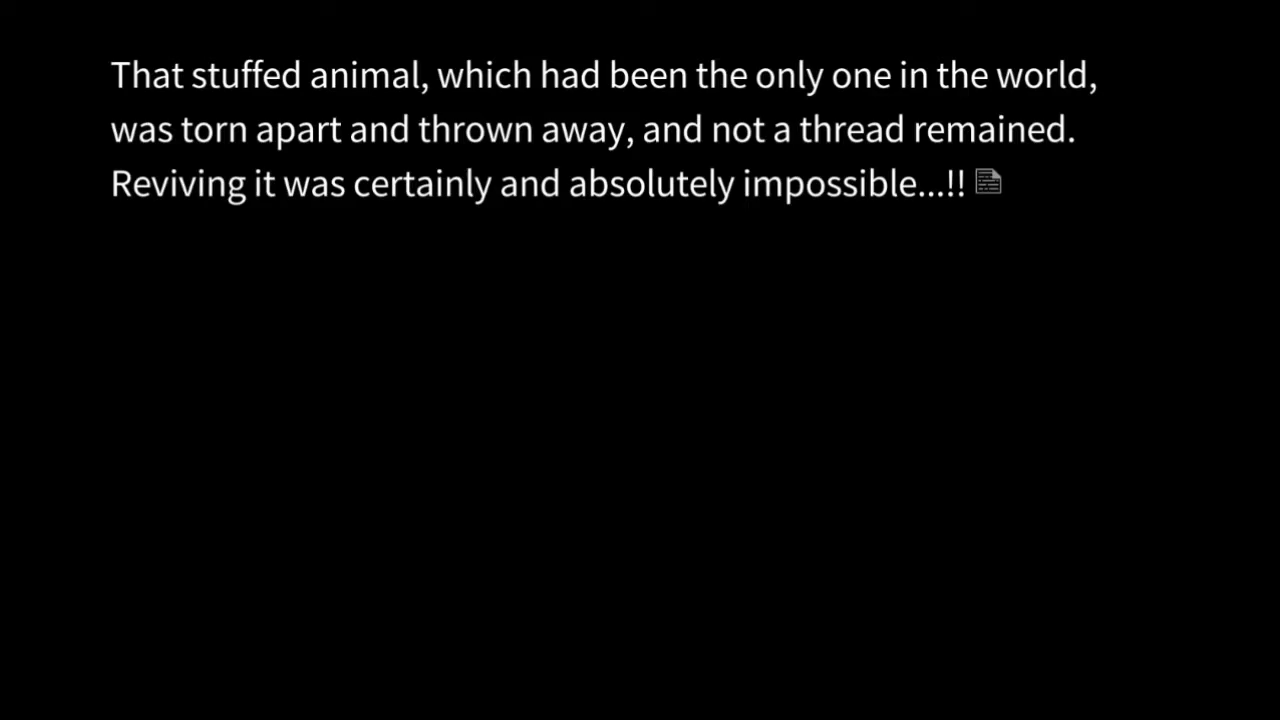 That stuffed animal, which had been the only one in the world,
was torn apart and thrown away, and not a thread remained.
Reviving it was certainly and absolutely impossible...!!